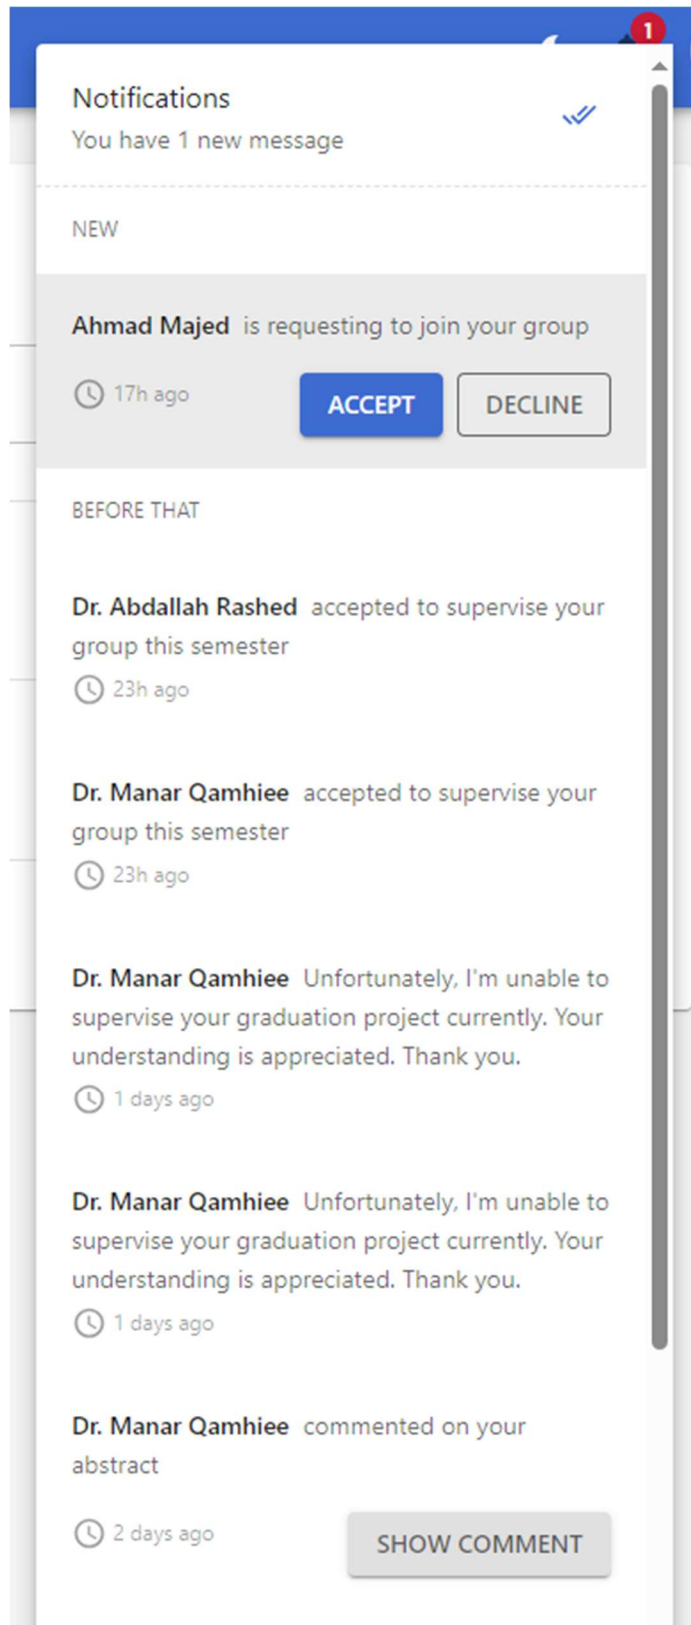 1
Notifications
You have 1 new message
NEW
Ahmad Majed is requesting to join your group
17h ago
ACCEPT
DECLINE
BEFORE THAT
Dr. Abdallah Rashed accepted to supervise your
group this semester
23h ago
Dr. Manar Qamhiee accepted to supervise your
group this semester
23h ago
Dr. Manar Qamhiee Unfortunately, I'm unable to
supervise your graduation project currently. Your
understanding is appreciated. Thank you.
1 days ago
Dr. Manar Qamhiee Unfortunately, I'm unable to
supervise your graduation project currently. Your
understanding is appreciated. Thank you.
1 days ago
Dr. Manar Qamhiee commented on your
abstract
2 days ago
SHOW COMMENT